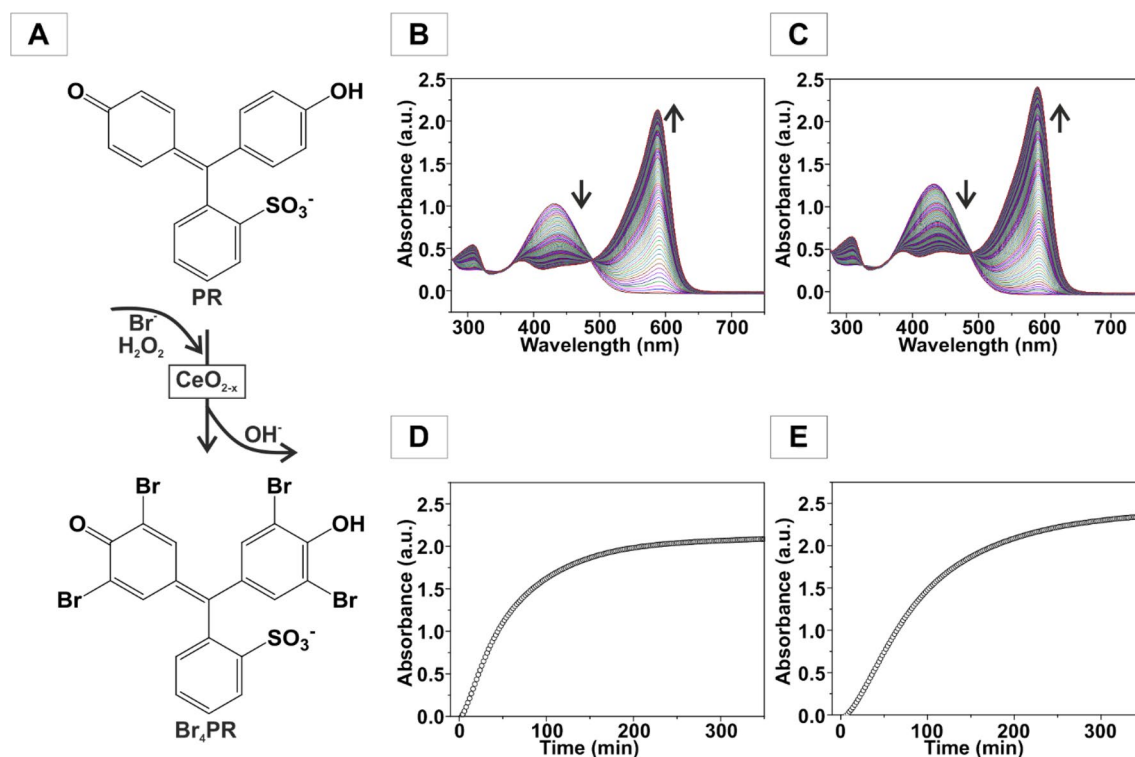 A
O
OH
SO₃⁻
PR
Br⁻
H₂O₂
CeO₂₋ₓ
OH⁻
Br
Br
O
OH
Br
Br
SO₃⁻
Br₄PR
B
2.5
2.0
1.5
1.0
0.5
0.0
Absorbance (a.u.)
300 400 500 600 700
Wavelength (nm)
C
2.5
2.0
1.5
1.0
0.5
0.0
Absorbance (a.u.)
300 400 500 600 700
Wavelength (nm)
D
2.5
2.0
1.5
1.0
0.5
0.0
Absorbance (a.u.)
0 100 200 300
Time (min)
E
2.5
2.0
1.5
1.0
0.5
0.0
Absorbance (a.u.)
0 100 200 300
Time (min)